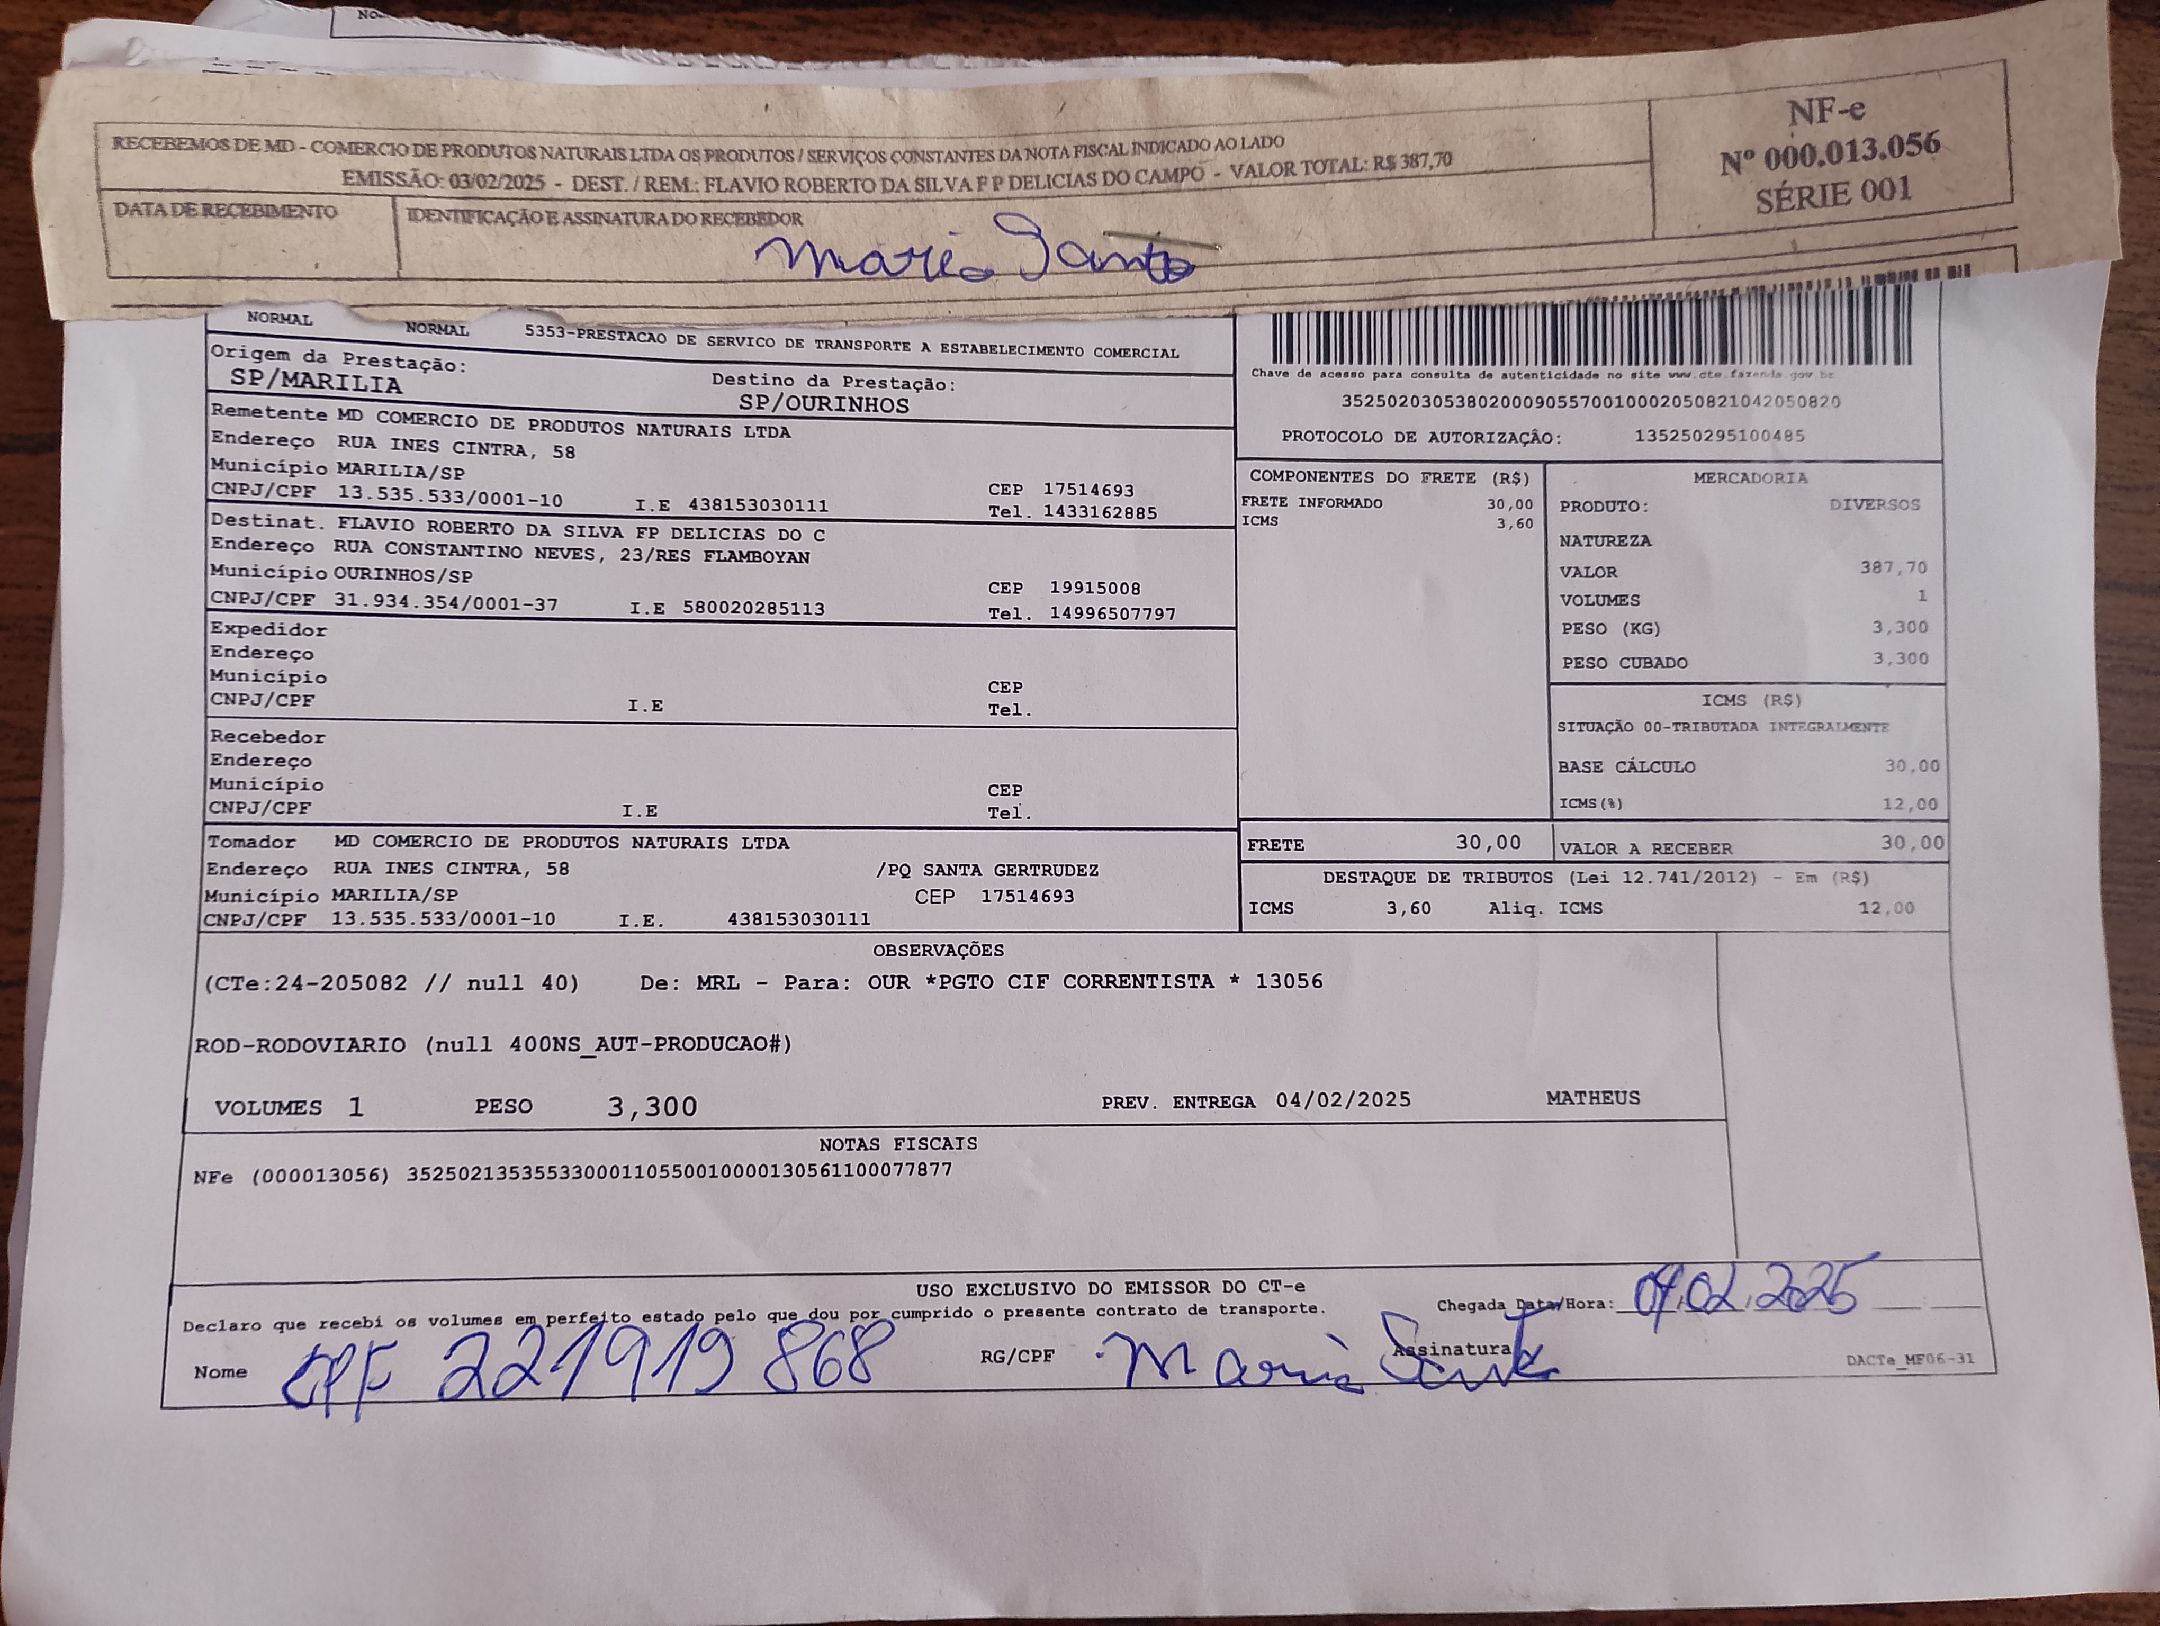 No.
RECEBEMOS DE MD - COMERCIO DE PRODUTOS NATURAIS LTDA OS PRODUTOS / SERVIÇOS CONSTANTES DA NOTA FISCAL INDICADO AO LADO
EMISSÃO: 03/02/2025 - DEST. / REM.: FLAVIO ROBERTO DA SILVA F P DELICIAS DO CAMPO - VALOR TOTAL: R$ 387,70
NF-e
Nº 000.013.056
SÉRIE 001
DATA DE RECEBIMENTO
IDENTIFICAÇÃO E ASSINATURA DO RECEBEDOR
NORMAL NORMAL 5353-PRESTACAO DE SERVICO DE TRANSPORTE A ESTABELECIMENTO COMERCIAL
Origem da Prestação: Destino da Prestação:
SP/MARILIA SP/OURINHOS
Remetente MD COMERCIO DE PRODUTOS NATURAIS LTDA
Endereço RUA INES CINTRA, 58
Município MARILIA/SP CEP 17514693
CNPJ/CPF 13.535.533/0001-10 I.E 438153030111 Tel. 1433162885
Destinat. FLAVIO ROBERTO DA SILVA FP DELICIAS DO C
Endereço RUA CONSTANTINO NEVES, 23/RES FLAMBOYAN
Município OURINHOS/SP CEP 19915008
CNPJ/CPF 31.934.354/0001-37 I.E 580020285113 Tel. 14996507797
Expedidor
Endereço
Município CEP
CNPJ/CPF I.E Tel.
Recebedor
Endereço
Município CEP
CNPJ/CPF I.E Tel.
Tomador MD COMERCIO DE PRODUTOS NATURAIS LTDA
Endereço RUA INES CINTRA, 58 /PQ SANTA GERTRUDEZ
Município MARILIA/SP CEP 17514693
CNPJ/CPF 13.535.533/0001-10 I.E. 438153030111
Chave de acesso para consulta de autenticidade no site www.cte.fazenda.gov.br
35250203053802000905570010002050821042050820
PROTOCOLO DE AUTORIZAÇÂO: 135250295100485
COMPONENTES DO FRETE (R$)
FRETE INFORMADO 30,00
ICMS 3,60
MERCADORIA
PRODUTO: DIVERSOS
NATUREZA
VALOR 387,70
VOLUMES 1
PESO (KG) 3,300
PESO CUBADO 3,300
ICMS (R$)
SITUAÇÃO 00-TRIBUTADA INTEGRALMENTE
BASE CÁLCULO 30,00
ICMS(%) 12,00
FRETE 30,00 VALOR A RECEBER 30,00
DESTAQUE DE TRIBUTOS (Lei 12.741/2012) - Em (R$)
ICMS 3,60 Aliq. ICMS 12,00
OBSERVAÇÕES
(CTe:24-205082 // null 40) De: MRL - Para: OUR *PGTO CIF CORRENTISTA * 13056
ROD-RODOVIARIO (null 400NS_AUT-PRODUCAO#)
VOLUMES 1 PESO 3,300 PREV. ENTREGA 04/02/2025 MATHEUS
NOTAS FISCAIS
NFe (000013056) 35250213535533000110550010000130561100077877
USO EXCLUSIVO DO EMISSOR DO CT-e
Declaro que recebi os volumes em perfeito estado pelo que dou por cumprido o presente contrato de transporte.
Chegada Data/Hora: 04.02.2025
Nome CPF 221919 868 RG/CPF Assinatura
DACTe_MF06-31